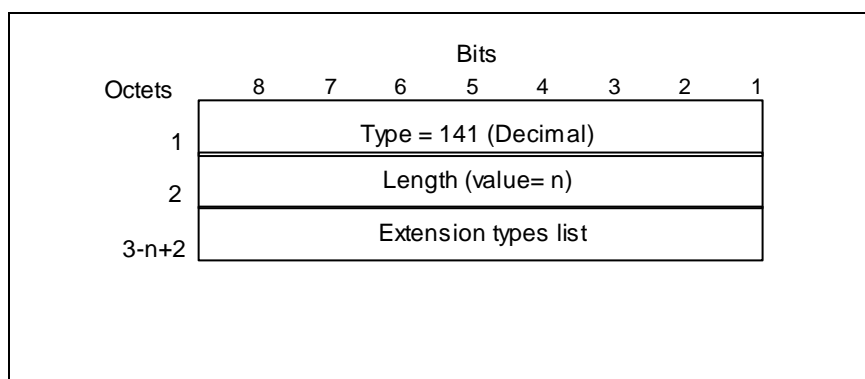 Bits
Octets 8 7 6 5 4 3 2 1
1 Type = 141 (Decimal)
2 Length (value= n)
3-n+2 Extension types list